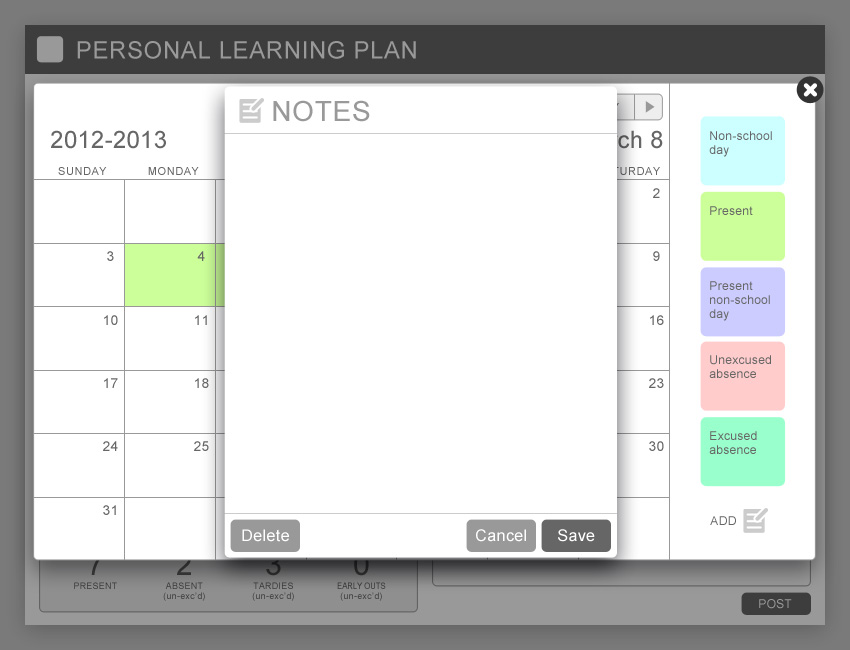 PERSONAL LEARNING PLAN
NOTES
2012-2013
ch 8
SUNDAY MONDAY
URDAY
2
3 4
9
10 11
16
17 18
23
24 25
30
31
Non-school
day
Present
Present
non-school
day
Unexcused
absence
Excused
absence
ADD
Delete Cancel Save
7 2 3 0
PRESENT ABSENT TARDIES EARLY OUTS
(un-exc'd) (un-exc'd) (un-exc'd)
POST